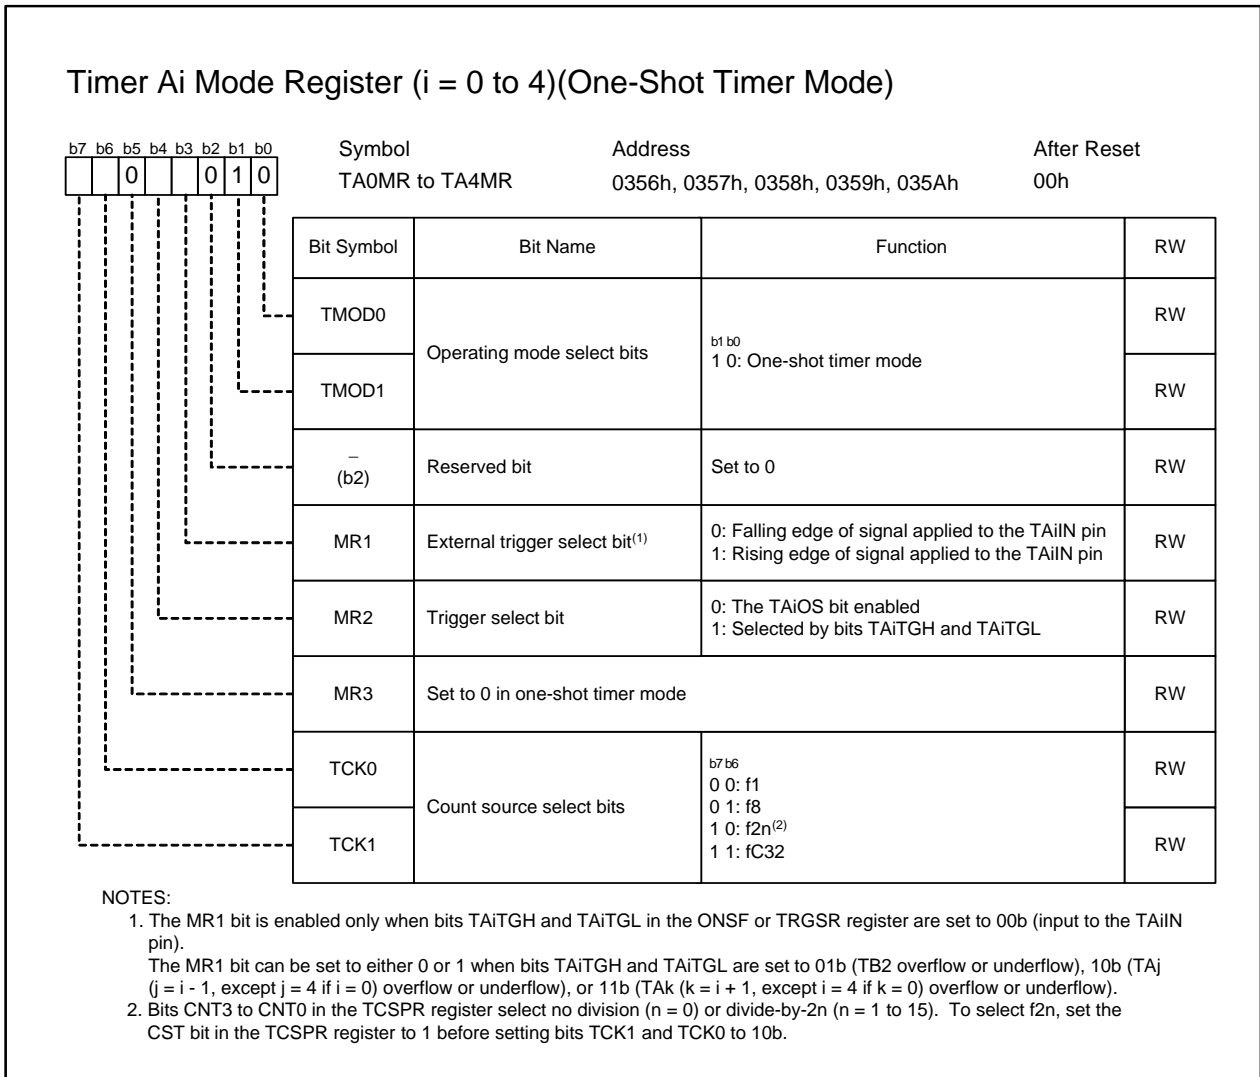 Timer Ai Mode Register (i = 0 to 4)(One-Shot Timer Mode)
b7 b6 b5 b4 b3 b2 b1 b0
0 0 1 0
Symbol Address After Reset
TA0MR to TA4MR 0356h, 0357h, 0358h, 0359h, 035Ah 00h
Bit Symbol Bit Name Function RW
TMOD0 RW
Operating mode select bits
b1 b0
1 0: One-shot timer mode
TMOD1 RW
–
(b2)
Reserved bit Set to 0 RW
MR1 External trigger select bit(1)
0: Falling edge of signal applied to the TAiIN pin
1: Rising edge of signal applied to the TAiIN pin
RW
MR2 Trigger select bit
0: The TAiOS bit enabled
1: Selected by bits TAiTGH and TAiTGL
RW
MR3 Set to 0 in one-shot timer mode RW
TCK0 RW
Count source select bits
b7 b6
0 0: f1
0 1: f8
1 0: f2n(2)
1 1: fC32
TCK1 RW
NOTES:
1. The MR1 bit is enabled only when bits TAiTGH and TAiTGL in the ONSF or TRGSR register are set to 00b (input to the TAiIN
pin).
The MR1 bit can be set to either 0 or 1 when bits TAiTGH and TAiTGL are set to 01b (TB2 overflow or underflow), 10b (TAj
(j = i - 1, except j = 4 if i = 0) overflow or underflow), or 11b (TAk (k = i + 1, except i = 4 if k = 0) overflow or underflow).
2. Bits CNT3 to CNT0 in the TCSPR register select no division (n = 0) or divide-by-2n (n = 1 to 15). To select f2n, set the
CST bit in the TCSPR register to 1 before setting bits TCK1 and TCK0 to 10b.